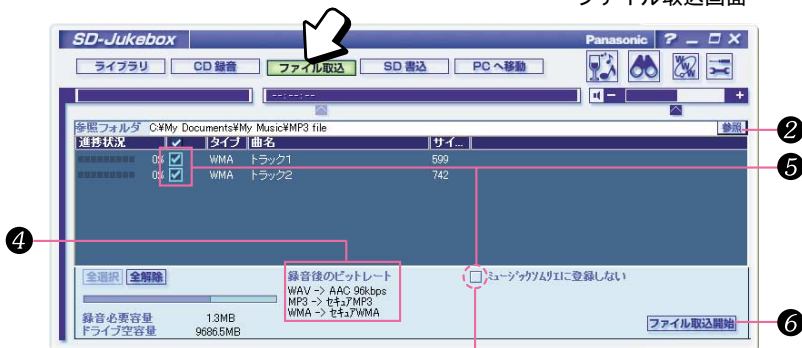 ファイル取込画面
SD-Jukebox Panasonic ? _ □ X
ライブラリ CD 録音 ファイル取込 SD 書込 PC へ移動
--:--:--
− +
参照フォルダ C:¥My Documents¥My Music¥MP3 file 参照
進捗状況 ✓ タイプ 曲名 サイ...
0% WMA トラック1 599
0% WMA トラック2 742
❷
❺
❹
全選択 全解除 録音後のビットレート ミュージックソムリエに登録しない
WAV -> AAC 96kbps
MP3 -> セキュアMP3
WMA -> セキュアWMA
録音必要容量 1.3MB
ドライブ空容量 9686.5MB
ファイル取込開始 ❻